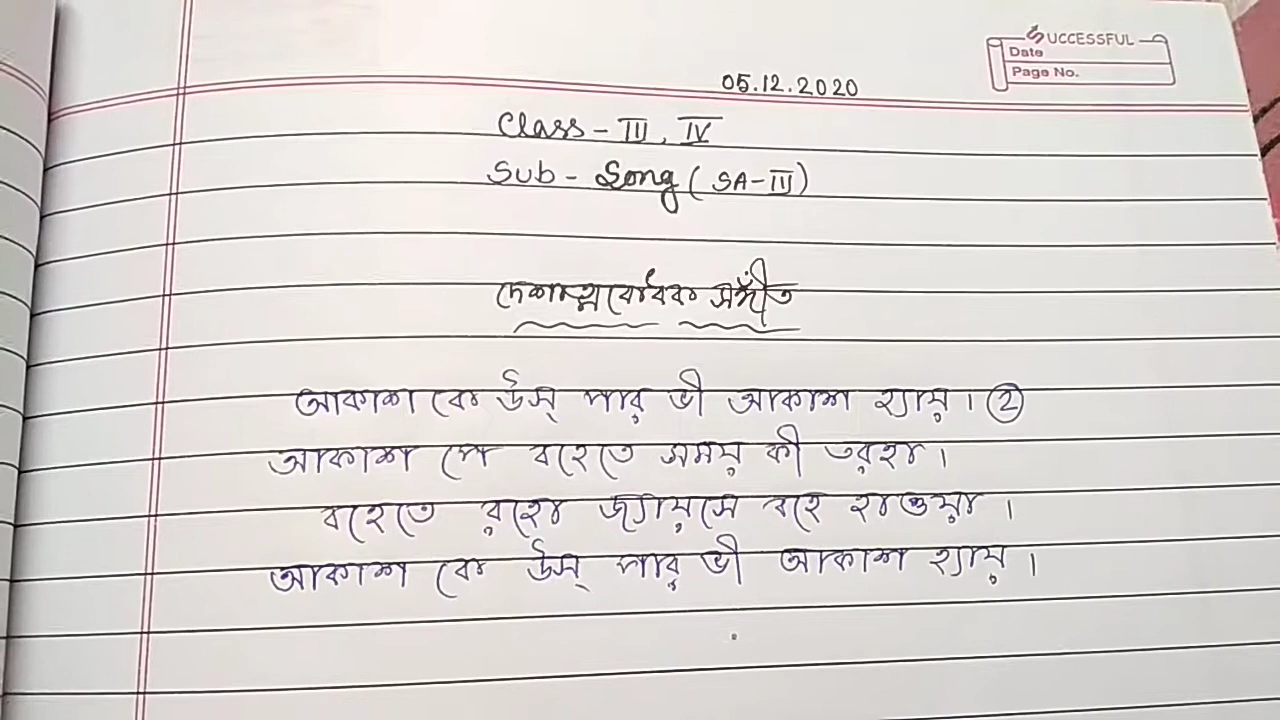 SUCCESSFUL
Date
Page No.
05.12.2020
Class - III, IV
Sub - Song (SA-III)
দেশাত্মবোধক সঙ্গীত
আকাশ কে উস্ পার্ ভী আকাশ হ্যায়। ②
আকাশ পে বহেতে সময় কী তরহা।
বহেতে রহো জ্যায়সে বহে হাওয়া।
আকাশ কে উস্ পার্ ভী আকাশ হ্যায়।